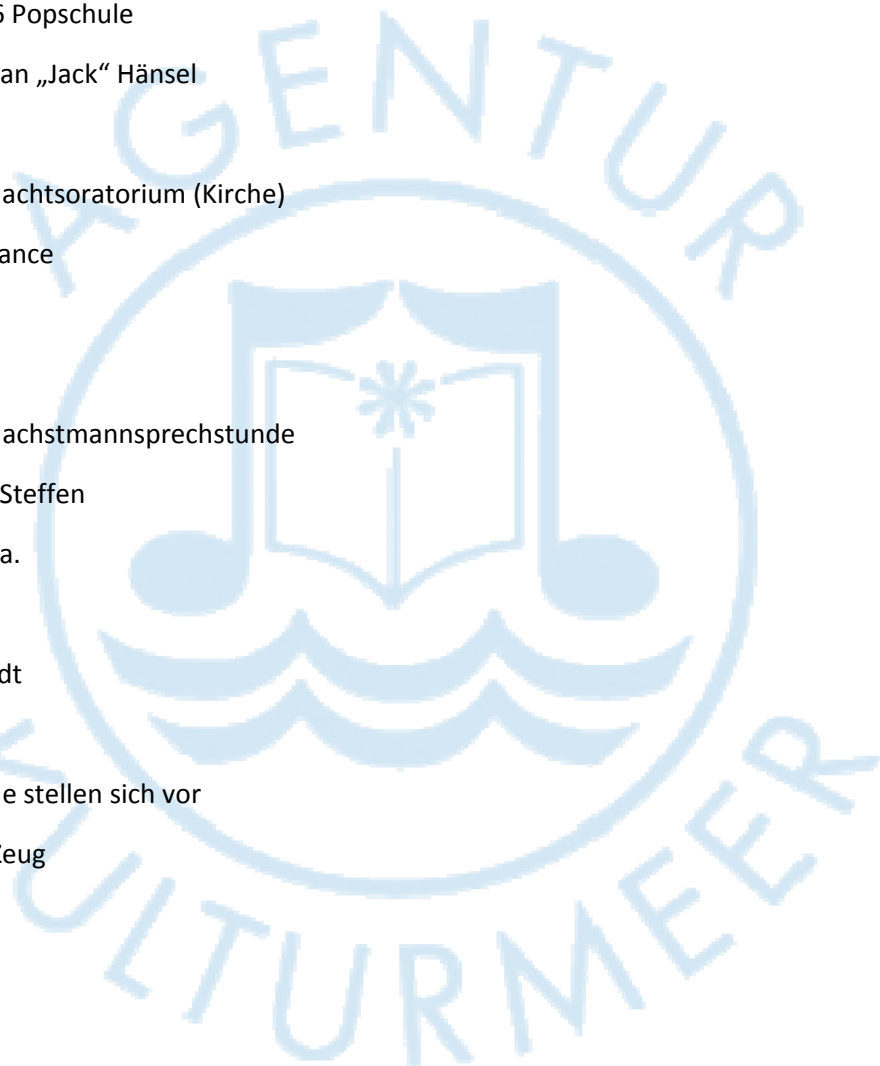 6 Popschule
an „Jack“ Hänsel
achtsoratorium (Kirche)
ance
achstmannsprechstunde
Steffen
a.
dt
e stellen sich vor
Zeug
AGENTUR
KULTURMEER